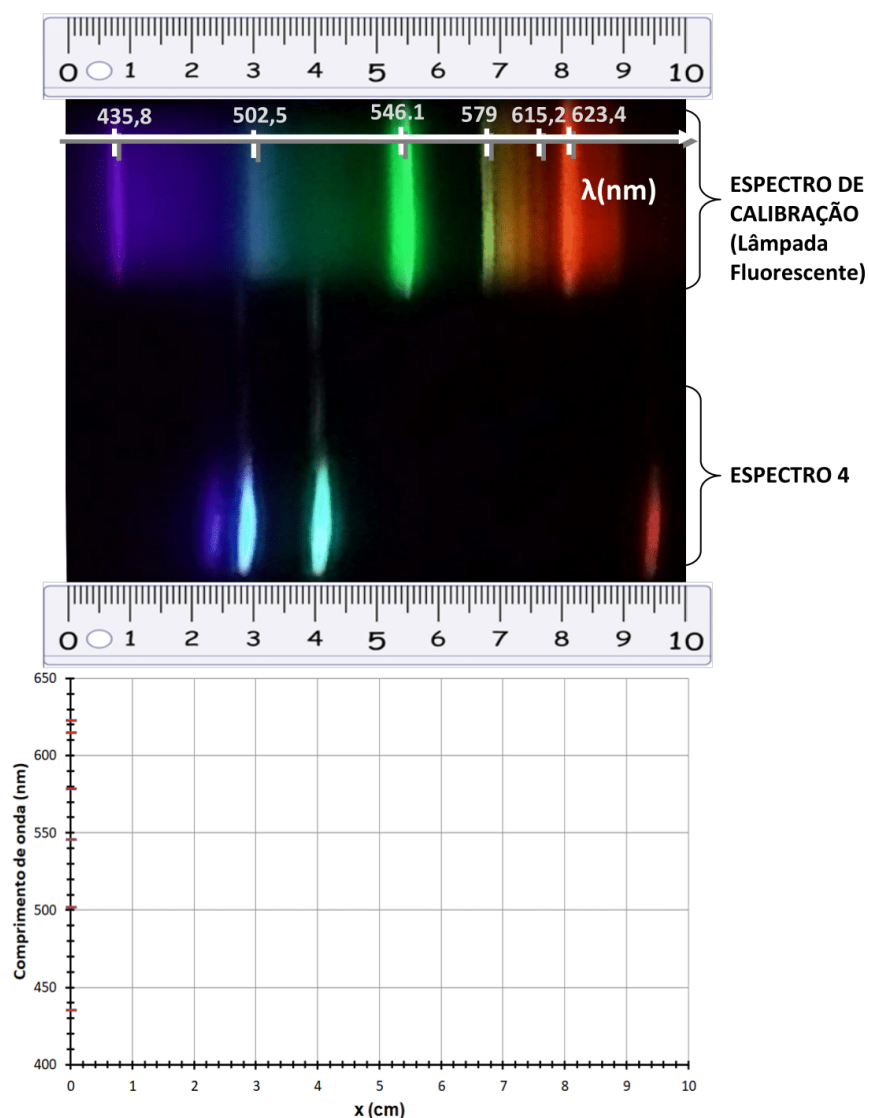 0 1 2 3 4 5 6 7 8 9 10
435,8 502,5 546.1 579 615,2 623,4
λ(nm)
ESPECTRO DE
CALIBRAÇÃO
(Lâmpada
Fluorescente)
ESPECTRO 4
0 1 2 3 4 5 6 7 8 9 10
650
600
550
500
450
400
Comprimento de onda (nm)
0 1 2 3 4 5 6 7 8 9 10
x (cm)